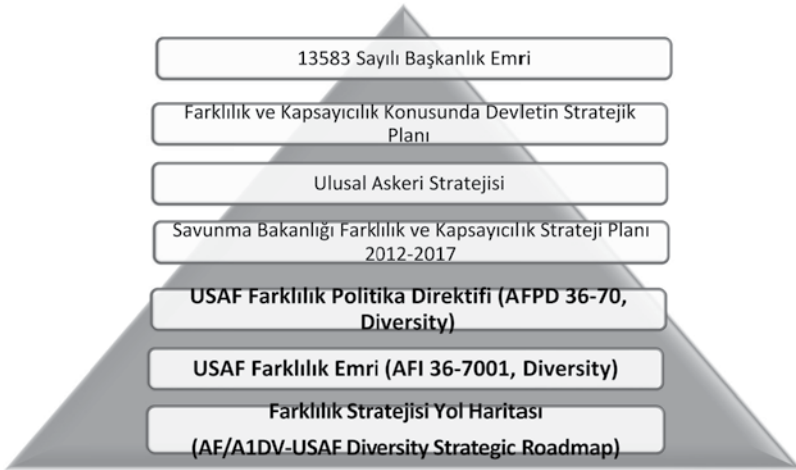 13583 Sayılı Başkanlık Emri
Farklılık ve Kapsayıcılık Konusunda Devletin Stratejik
Planı
Ulusal Askeri Stratejisi
Savunma Bakanlığı Farklılık ve Kapsayıcılık Strateji Planı
2012-2017
USAF Farklılık Politika Direktifi (AFPD 36-70,
Diversity)
USAF Farklılık Emri (AFI 36-7001, Diversity)
Farklılık Stratejisi Yol Haritası
(AF/A1DV-USAF Diversity Strategic Roadmap)